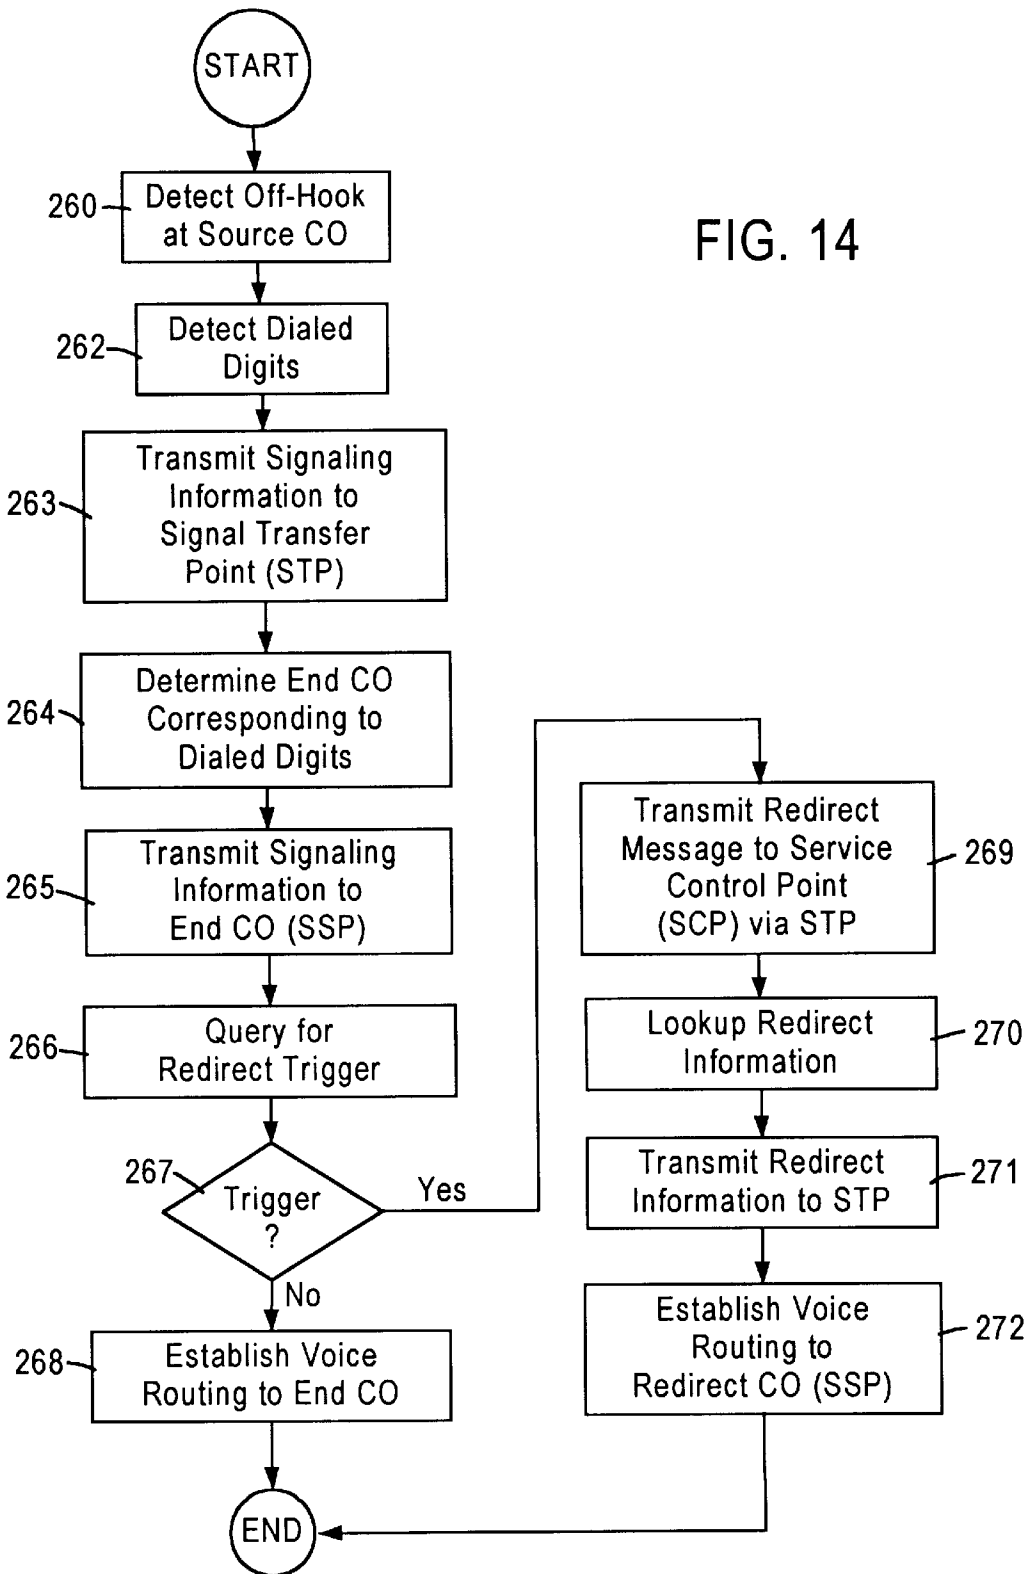 START
260
Detect Off-Hook
at Source CO
FIG. 14
262
Detect Dialed
Digits
263
Transmit Signaling
Information to
Signal Transfer
Point (STP)
264
Determine End CO
Corresponding to
Dialed Digits
265
Transmit Signaling
Information to
End CO (SSP)
266
Query for
Redirect Trigger
267
Trigger
?
Yes
No
268
Establish Voice
Routing to End CO
END
Transmit Redirect
Message to Service
Control Point
(SCP) via STP
269
Lookup Redirect
Information
270
Transmit Redirect
Information to STP
271
Establish Voice
Routing to
Redirect CO (SSP)
272